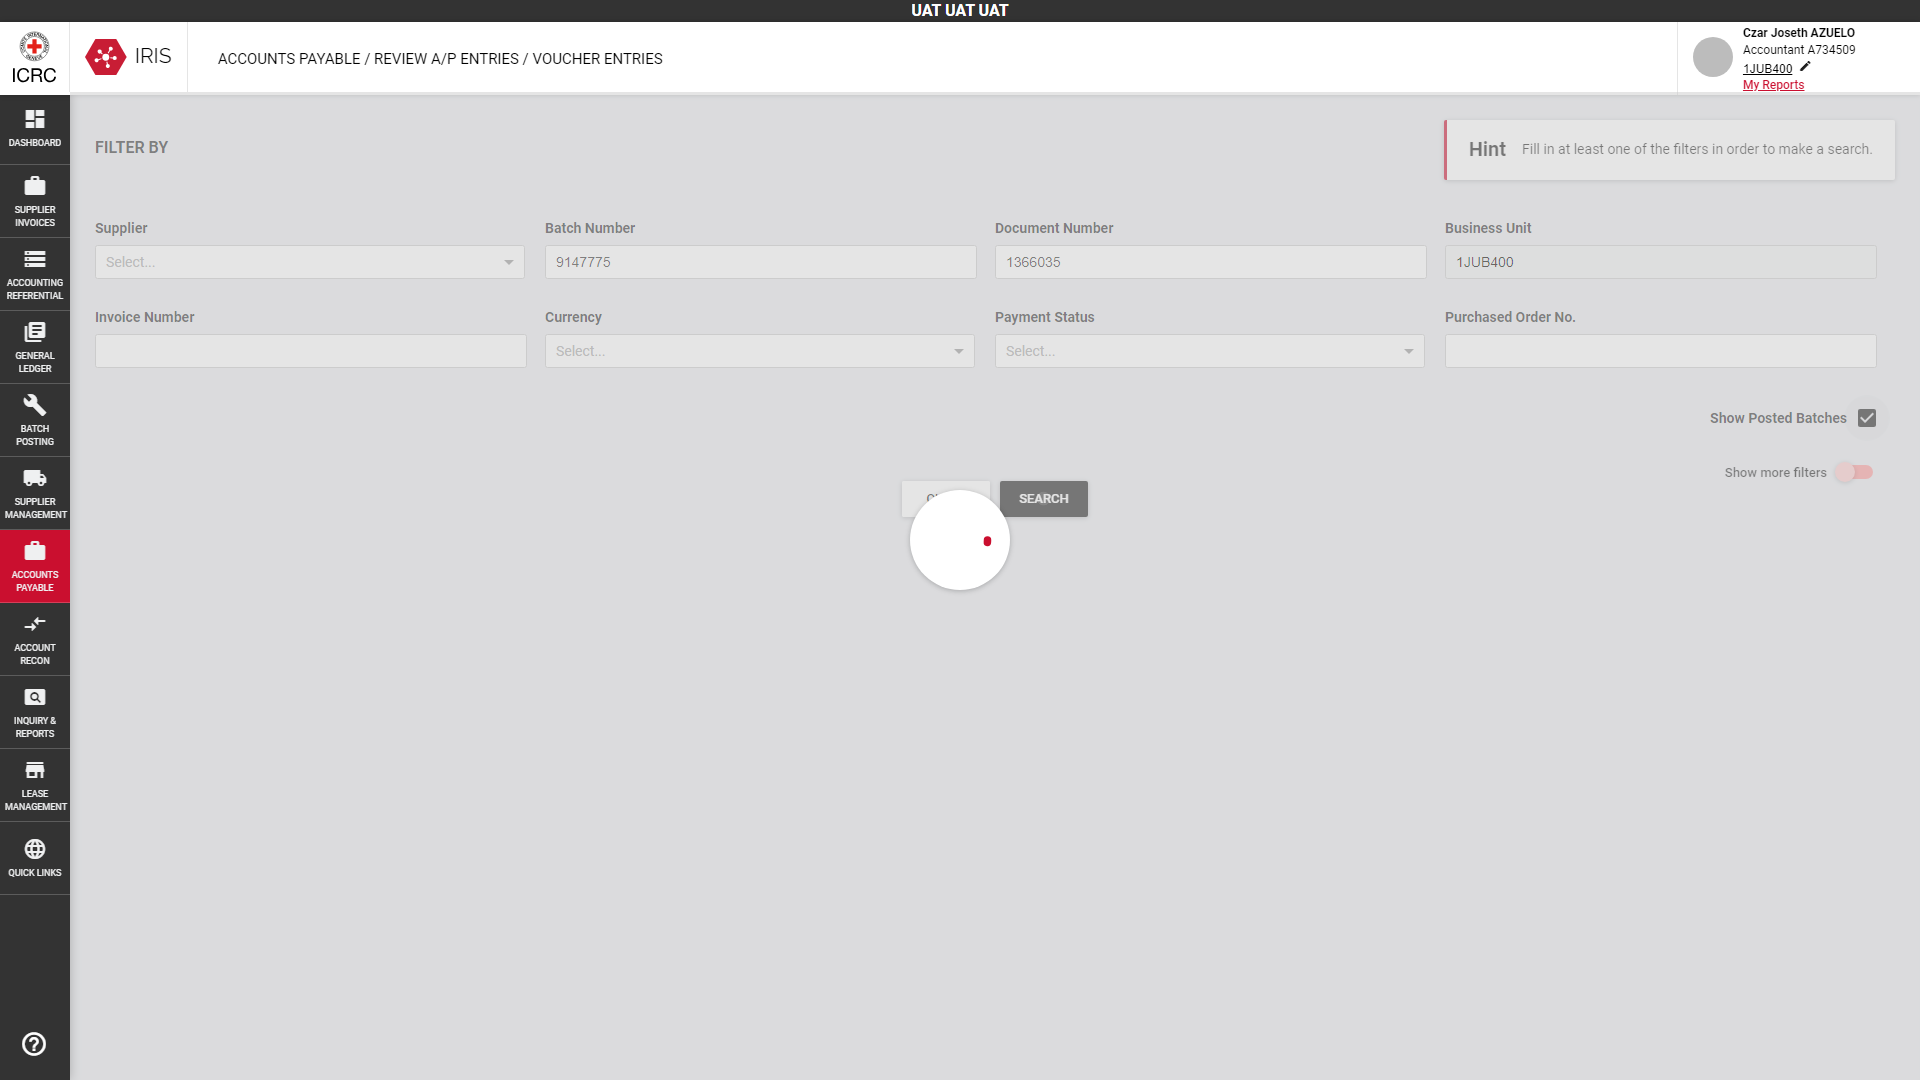 UAT UAT UAT
ICRC
IRIS
ACCOUNTS PAYABLE / REVIEW A/P ENTRIES / VOUCHER ENTRIES
Czar Joseth AZUELO
Accountant A734509
1JUB400
My Reports
DASHBOARD
SUPPLIER
INVOICES
ACCOUNTING
REFERENTIAL
GENERAL
LEDGER
BATCH
POSTING
SUPPLIER
MANAGEMENT
ACCOUNTS
PAYABLE
ACCOUNT
RECON
INQUIRY &
REPORTS
LEASE
MANAGEMENT
QUICK LINKS
FILTER BY
Hint Fill in at least one of the filters in order to make a search.
Supplier Batch Number Document Number Business Unit
Select... 9147775 1366035 1JUB400
Invoice Number Currency Payment Status Purchased Order No.
Select... Select...
Show Posted Batches
Show more filters
SEARCH